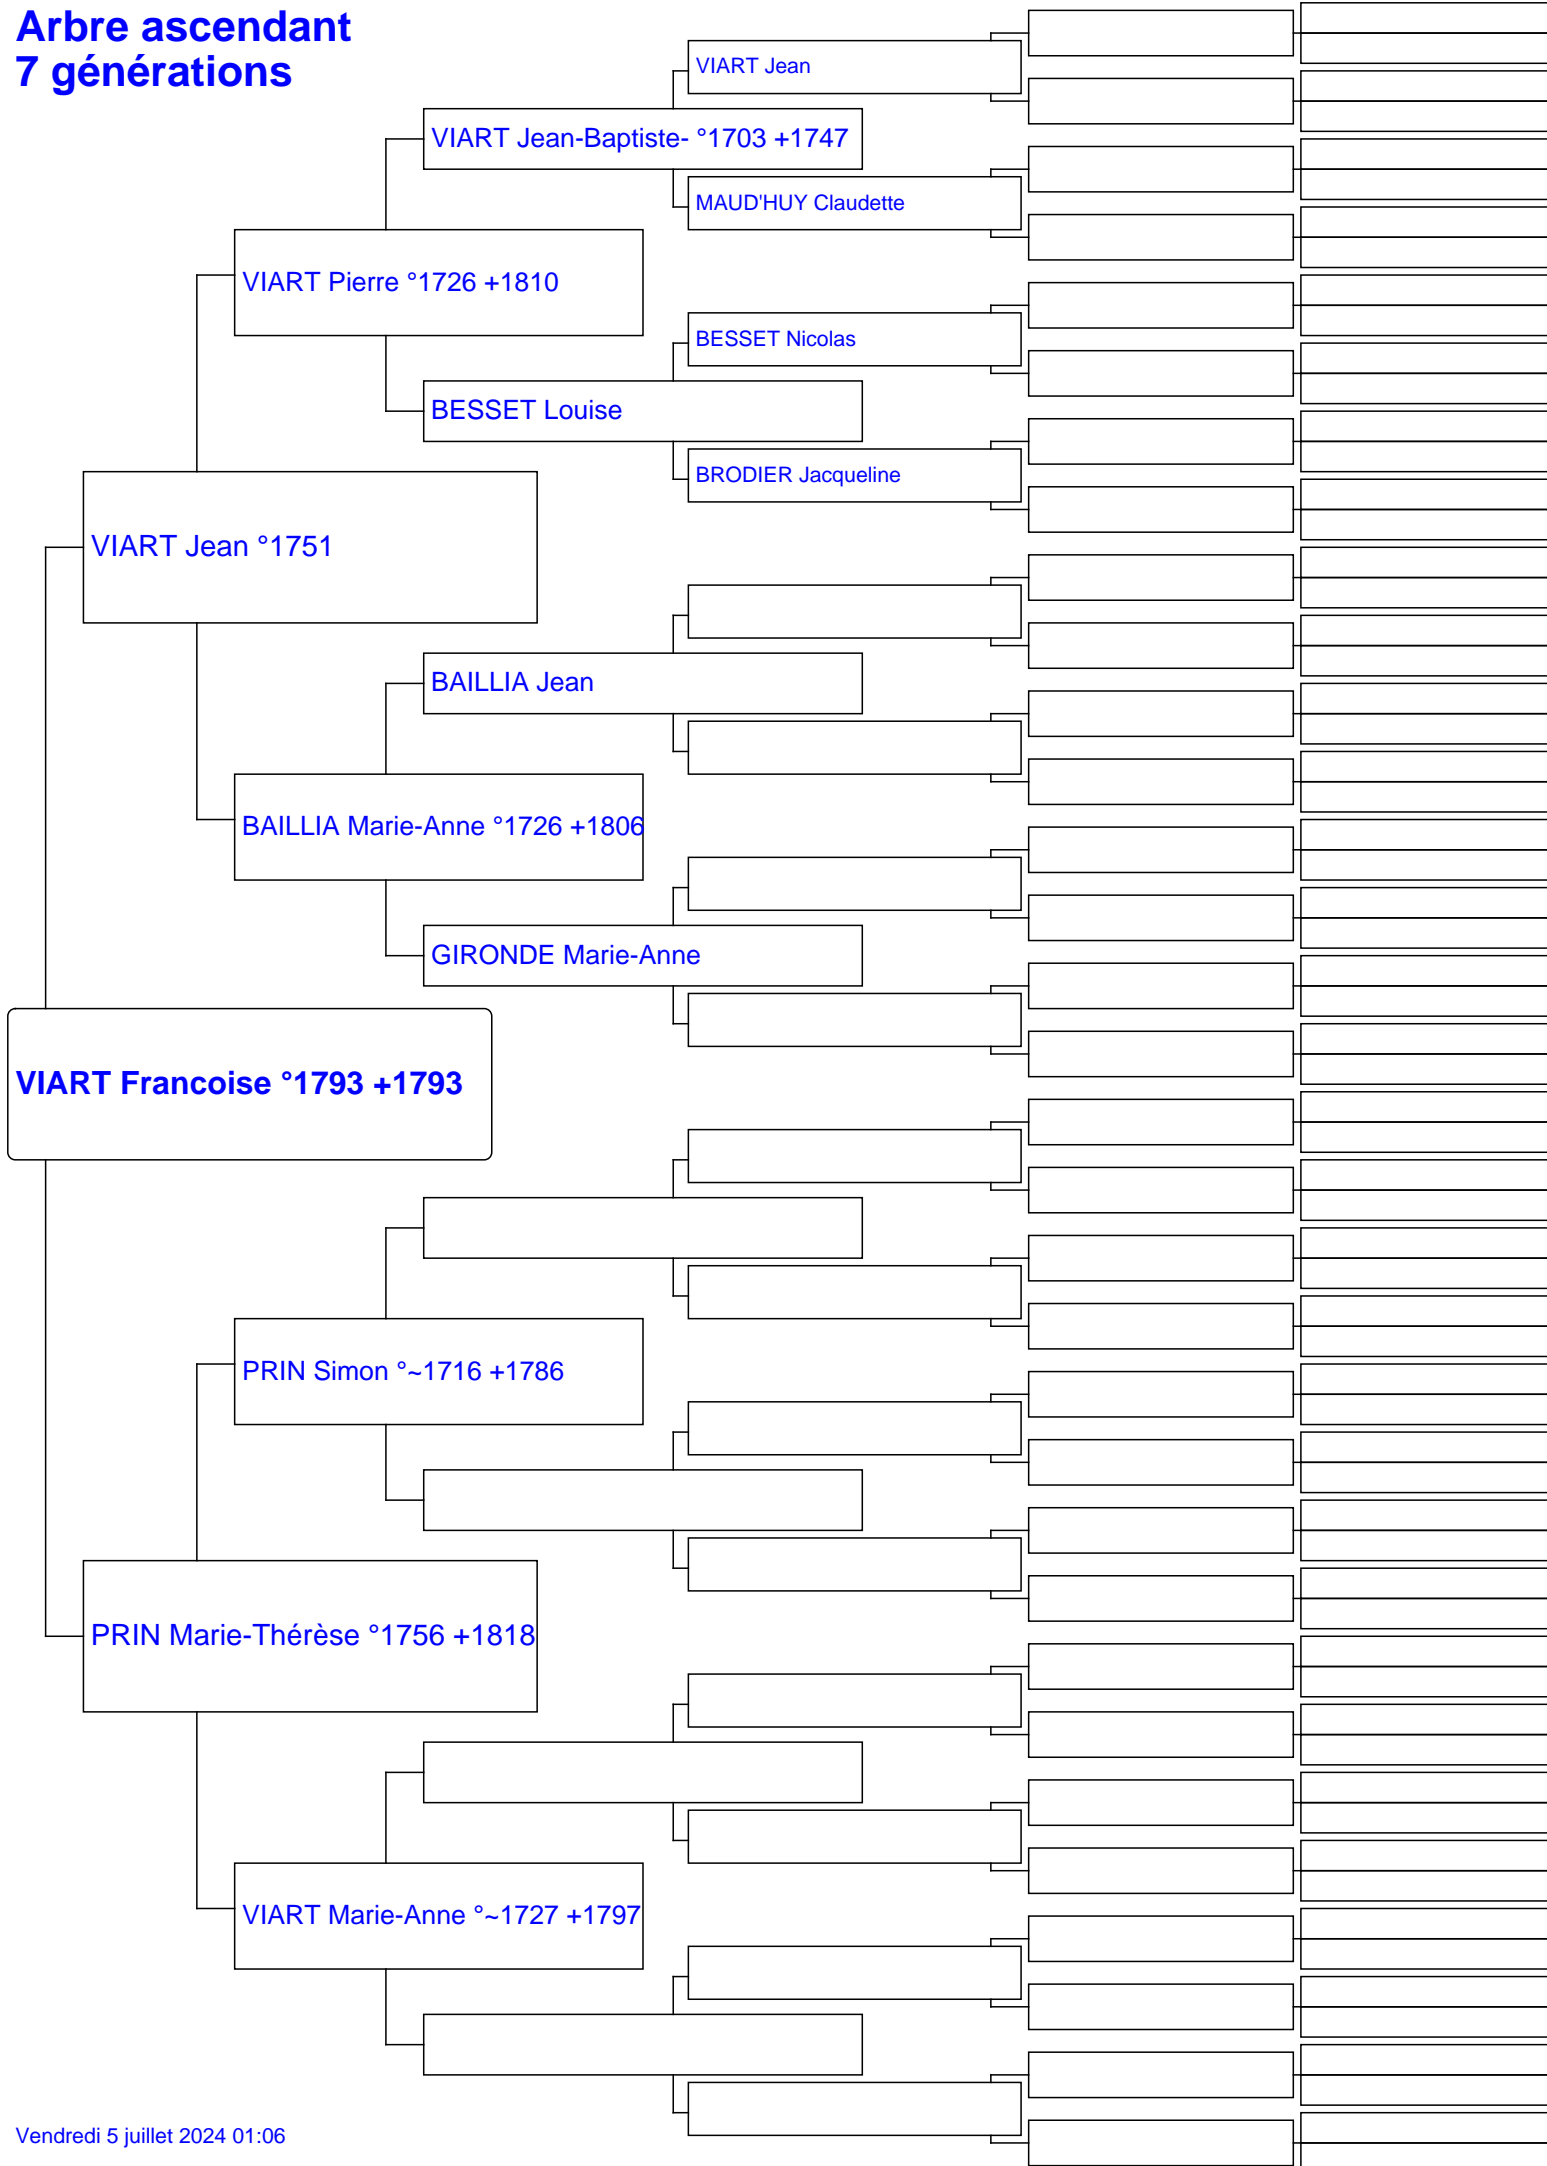 Arbre ascendant
7 générations
VIART Jean
VIART Jean-Baptiste- °1703 +1747
MAUD'HUY Claudette
VIART Pierre °1726 +1810
BESSET Nicolas
BESSET Louise
BRODIER Jacqueline
VIART Jean °1751
BAILLIA Jean
BAILLIA Marie-Anne °1726 +1806
GIRONDE Marie-Anne
VIART Francoise °1793 +1793
PRIN Simon °~1716 +1786
PRIN Marie-Thérèse °1756 +1818
VIART Marie-Anne °~1727 +1797
Vendredi 5 juillet 2024 01:06